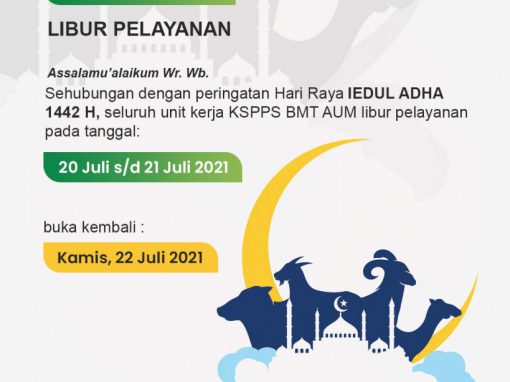 LIBUR PELAYANAN
Assalamu'alaikum Wr. Wb.
Sehubungan dengan peringatan Hari Raya IEDUL ADHA
1442 H, seluruh unit kerja KSPPS BMT AUM libur pelayanan
pada tanggal:
20 Juli s/d 21 Juli 2021
buka kembali :
Kamis, 22 Juli 2021